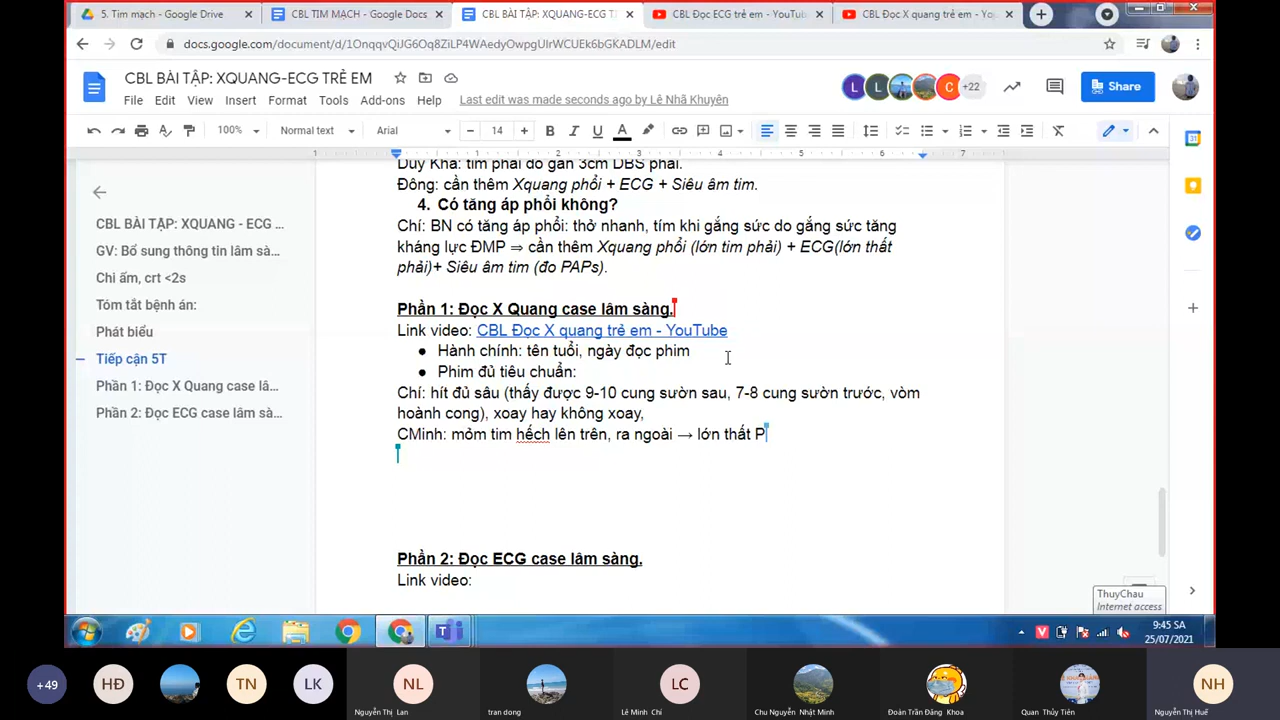 5. Tim mạch - Google Drive
CBL TIM MẠCH - Google Docs
CBL BÀI TẬP: XQUANG-ECG T
CBL Đọc ECG trẻ em - YouTub
CBL Đọc X quang trẻ em - You
docs.google.com/document/d/1OnqqvQiJG6Oq8ZiLP4WAedyOwpgUIrWCUEk6bGKADLM/edit
CBL BÀI TẬP: XQUANG-ECG TRẺ EM
File Edit View Insert Format Tools Add-ons Help Last edit was made seconds ago by Lê Nhã Khuyên
L L C +22 Share
100% Normal text Arial 14 B I U A
1 1 2 3 4 5 6 7
CBL BÀI TẬP: XQUANG - ECG ...
GV: Bổ sung thông tin lâm sà...
Chi ấm, crt <2s
Tóm tắt bệnh án:
Phát biểu
Tiếp cận 5T
Phần 1: Đọc X Quang case lâ...
Phần 2: Đọc ECG case lâm sà...
Duy Kha: tim phải do gan 3cm DBS phải.
Đông: cần thêm Xquang phổi + ECG + Siêu âm tim.
4. Có tăng áp phổi không?
Chí: BN có tăng áp phổi: thở nhanh, tím khi gắng sức do gắng sức tăng
kháng lực ĐMP ⇒ cần thêm Xquang phổi (lớn tim phải) + ECG(lớn thất
phải)+ Siêu âm tim (đo PAPs).
Phần 1: Đọc X Quang case lâm sàng.
Link video: CBL Đọc X quang trẻ em - YouTube
● Hành chính: tên tuổi, ngày đọc phim
● Phim đủ tiêu chuẩn:
Chí: hít đủ sâu (thấy được 9-10 cung sườn sau, 7-8 cung sườn trước, vòm
hoành cong), xoay hay không xoay,
CMinh: mỏm tim hếch lên trên, ra ngoài → lớn thất P
Phần 2: Đọc ECG case lâm sàng.
Link video:
ThuyChau
Internet access
9:45 SA
25/07/2021
+49 HĐ TN LK NL LC NH
Nguyễn Thị Lan
tran dong
Lê Minh Chí
Chu Nguyễn Nhật Minh
Đoàn Trần Đăng Khoa
Quan Thủy Tiên
Nguyễn Thị Huế